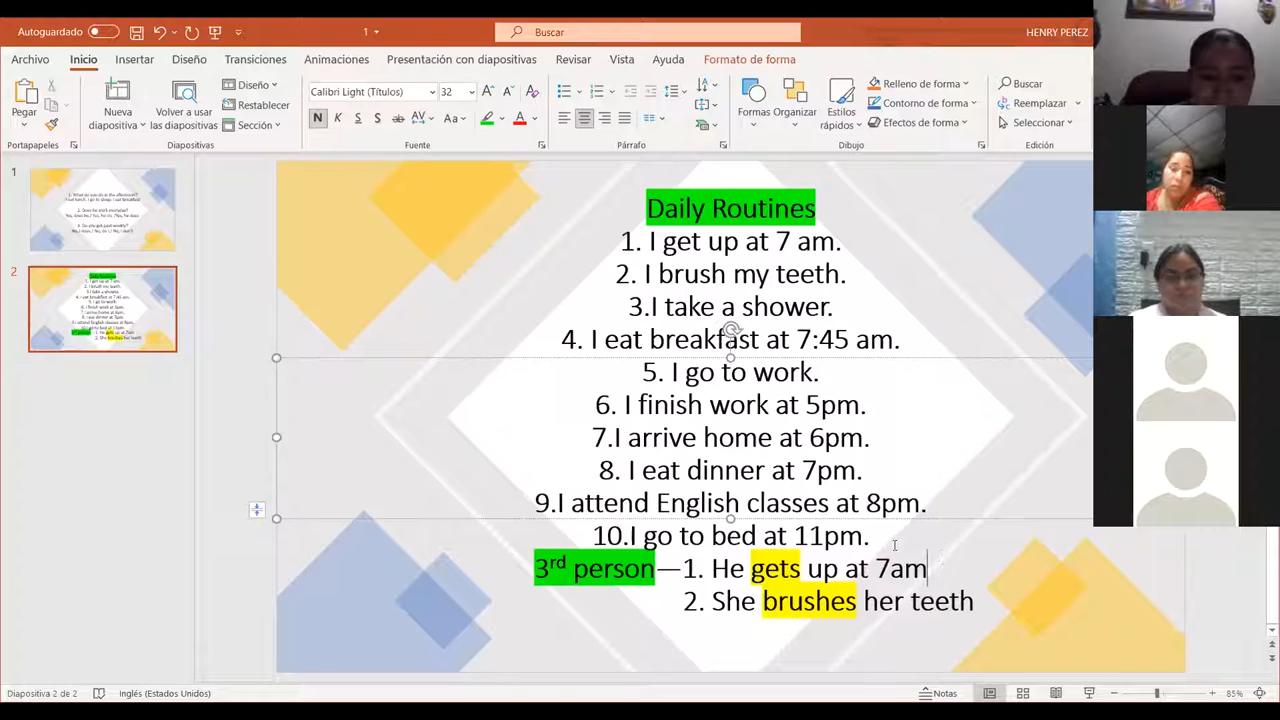 Autoguardado
1
Buscar
HENRY PEREZ
Archivo Inicio Insertar Diseño Transiciones Animaciones Presentación con diapositivas Revisar Vista Ayuda Formato de forma
Pegar
Nueva diapositiva
Volver a usar las diapositivas
Diseño
Restablecer
Sección
Calibri Light (Títulos) 32
N K S S ab AV Aa A
Formas Organizar Estilos rápidos
Relleno de forma
Contorno de forma
Efectos de forma
Buscar
Reemplazar
Seleccionar
Portapapeles Diapositivas Fuente Párrafo Dibujo Edición
1
2
Daily Routines
1. I get up at 7 am.
2. I brush my teeth.
3.I take a shower.
4. I eat breakfast at 7:45 am.
5. I go to work.
6. I finish work at 5pm.
7.I arrive home at 6pm.
8. I eat dinner at 7pm.
9.I attend English classes at 8pm.
10.I go to bed at 11pm.
3rd person—1. He gets up at 7am
2. She brushes her teeth
Diapositiva 2 de 2 Inglés (Estados Unidos) Notas 85%